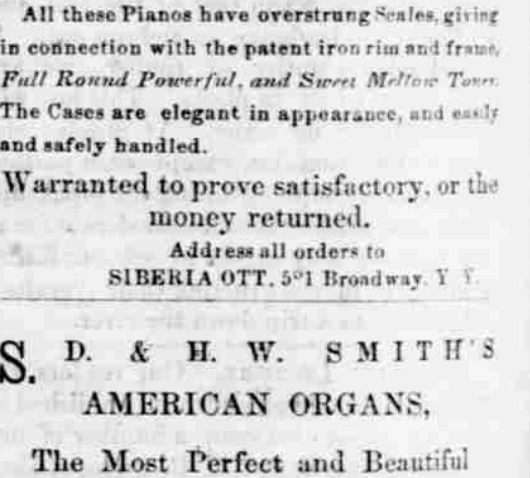 All these Pianos have overstrung Scales, giving
in connection with the patent iron rim and frame,
Full Round Powerful, and Sweet Mellow Tones.
The Cases are elegant in appearance, and easily
and safely handled.
Warranted to prove satisfactory, or the
money returned.
Address all orders to
SIBERIA OTT, Broadway,
S. D. & H. W. SMITH'S
AMERICAN ORGANS,
The Most Perfect and Beautiful